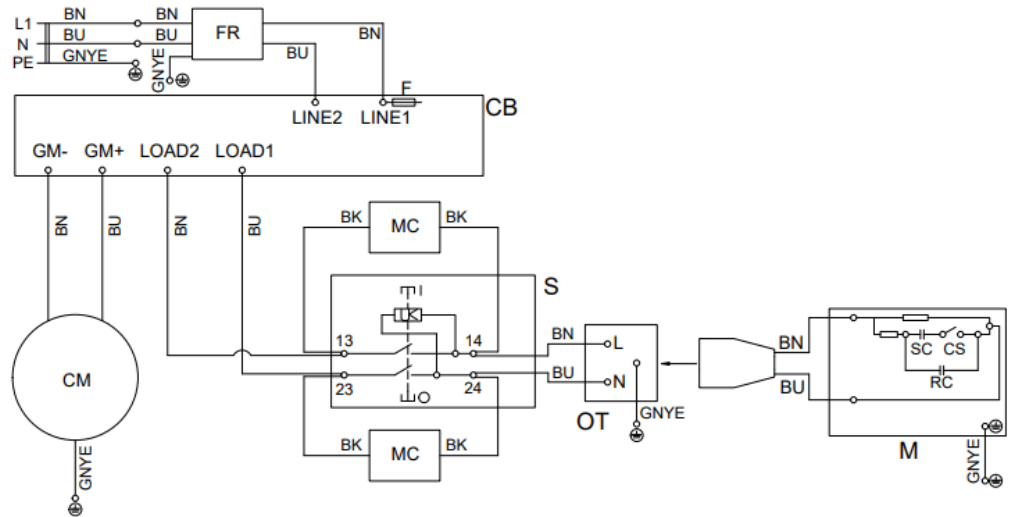 L1 BN BN
N BU BU FR BN
PE GNYE BU
GNYE
F
LINE2 LINE1 CB
GM- GM+ LOAD2 LOAD1
BN BU BN BU
BK MC BK
S
I
U<
13 14
23 24
O
BN L
BU N
OT GNYE
BK MC BK
CM
GNYE
BN
BU
SC CS
RC
M
GNYE